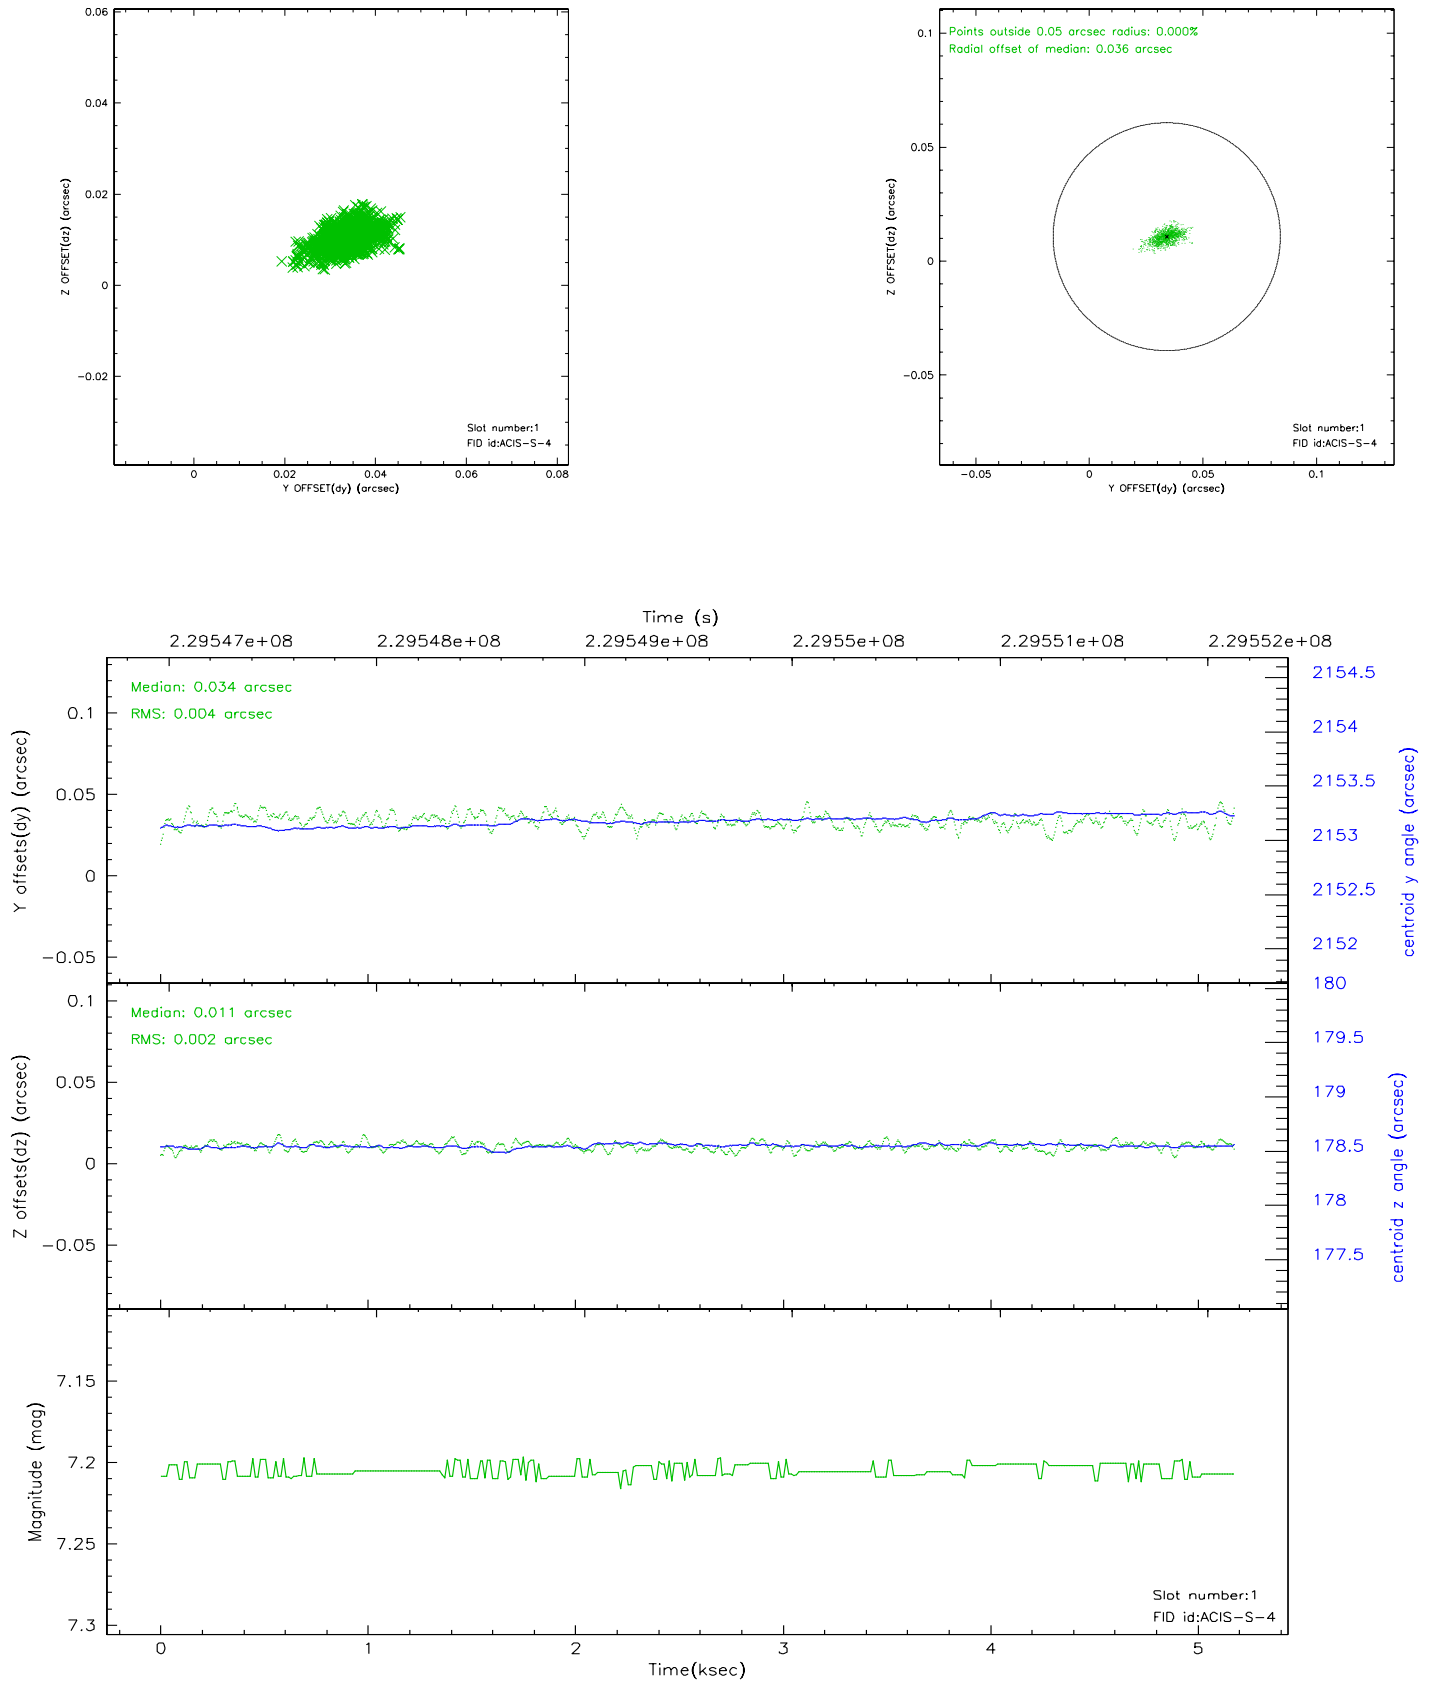 0.06
0.04
0.02
0
−0.02
Z OFFSET(dz) (arcsec)
Slot number:1
FID id:ACIS−S−4
0 0.02 0.04 0.06 0.08
Y OFFSET(dy) (arcsec)
Points outside 0.05 arcsec radius: 0.000%
Radial offset of median: 0.036 arcsec
0.1
0.05
0
−0.05
Z OFFSET(dz) (arcsec)
Slot number:1
FID id:ACIS−S−4
−0.05 0 0.05 0.1
Y OFFSET(dy) (arcsec)
Time (s)
2.29547e+08 2.29548e+08 2.29549e+08 2.2955e+08 2.29551e+08 2.29552e+08
Median: 0.034 arcsec
RMS: 0.004 arcsec
0.1
0.05
0
−0.05
Y offsets(dy) (arcsec)
2154.5
2154
2153.5
2153
2152.5
2152
centroid y angle (arcsec)
Median: 0.011 arcsec
RMS: 0.002 arcsec
0.1
0.05
0
−0.05
Z offsets(dz) (arcsec)
180
179.5
179
178.5
178
177.5
centroid z angle (arcsec)
7.15
7.2
7.25
7.3
Magnitude (mag)
Slot number:1
FID id:ACIS−S−4
0 1 2 3 4 5
Time(ksec)